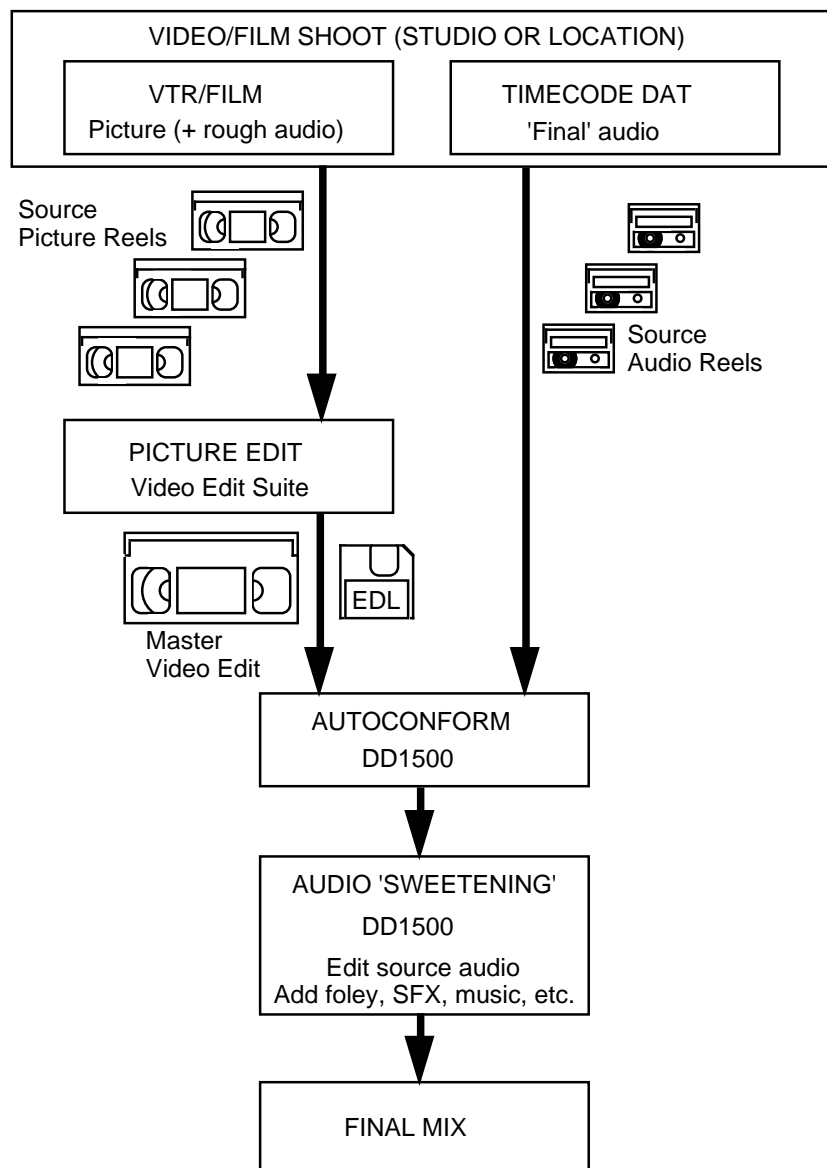 VIDEO/FILM SHOOT (STUDIO OR LOCATION)
VTR/FILM
Picture (+ rough audio)
TIMECODE DAT
'Final' audio
Source
Picture Reels
Source
Audio Reels
PICTURE EDIT
Video Edit Suite
EDL
Master
Video Edit
AUTOCONFORM
DD1500
AUDIO 'SWEETENING'
DD1500
Edit source audio
Add foley, SFX, music, etc.
FINAL MIX